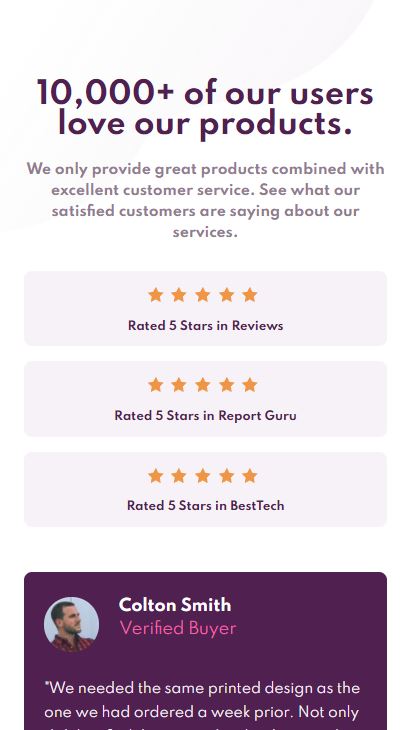 10,000+ of our users
love our products.
We only provide great products combined with
excellent customer service. See what our
satisfied customers are saying about our
services.
Rated 5 Stars in Reviews
Rated 5 Stars in Report Guru
Rated 5 Stars in BestTech
Colton Smith
Verified Buyer
"We needed the same printed design as the
one we had ordered a week prior. Not only